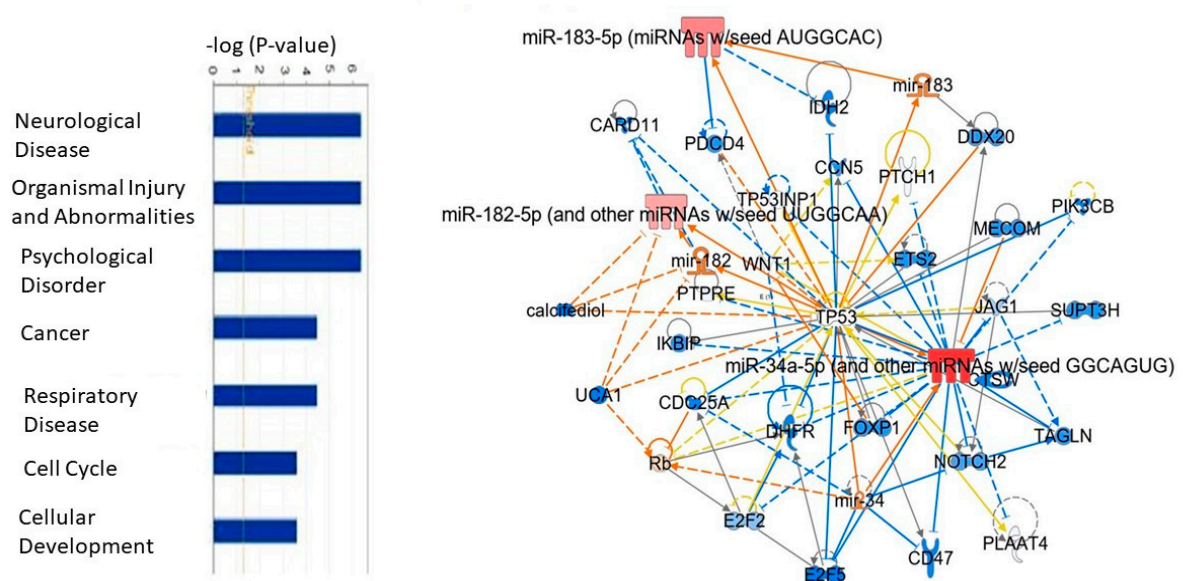 -log (P-value)
0 1 2 3 4 5 6
Threshold
Neurological
Disease
Organismal Injury
and Abnormalities
Psychological
Disorder
Cancer
Respiratory
Disease
Cell Cycle
Cellular
Development
miR-183-5p (miRNAs w/seed AUGGCAC)
mir-183
IDH2
CARD11
PDCD4
DDX20
CCN5
PTCH1
TP53INP1
PIK3CB
miR-182-5p (and other miRNAs w/seed UUGGCAA)
MECOM
mir-182
WNT1
ETS2
PTPRE
calcifediol
TP53
JAG1
SUPT3H
IKBIP
miR-34a-5p (and other miRNAs w/seed GGCAGUG)
CTSW
UCA1
CDC25A
DHFR
FOXP1
TAGLN
Rb
NOTCH2
mir-34
E2F2
PLAAT4
CD47
E2F5